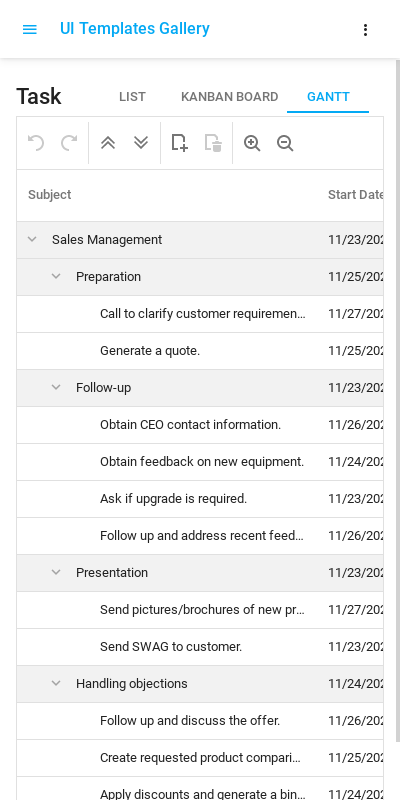 UI Templates Gallery
Task
LIST
KANBAN BOARD
GANTT
Subject
Start Date
Sales Management
11/23/202
Preparation
11/25/202
Call to clarify customer requiremen…
11/27/202
Generate a quote.
11/25/202
Follow-up
11/23/202
Obtain CEO contact information.
11/26/202
Obtain feedback on new equipment.
11/24/202
Ask if upgrade is required.
11/23/202
Follow up and address recent feed…
11/26/202
Presentation
11/23/202
Send pictures/brochures of new pr…
11/27/202
Send SWAG to customer.
11/23/202
Handling objections
11/24/202
Follow up and discuss the offer.
11/26/202
Create requested product compari…
11/25/202
Apply discounts and generate a bin…
11/24/202